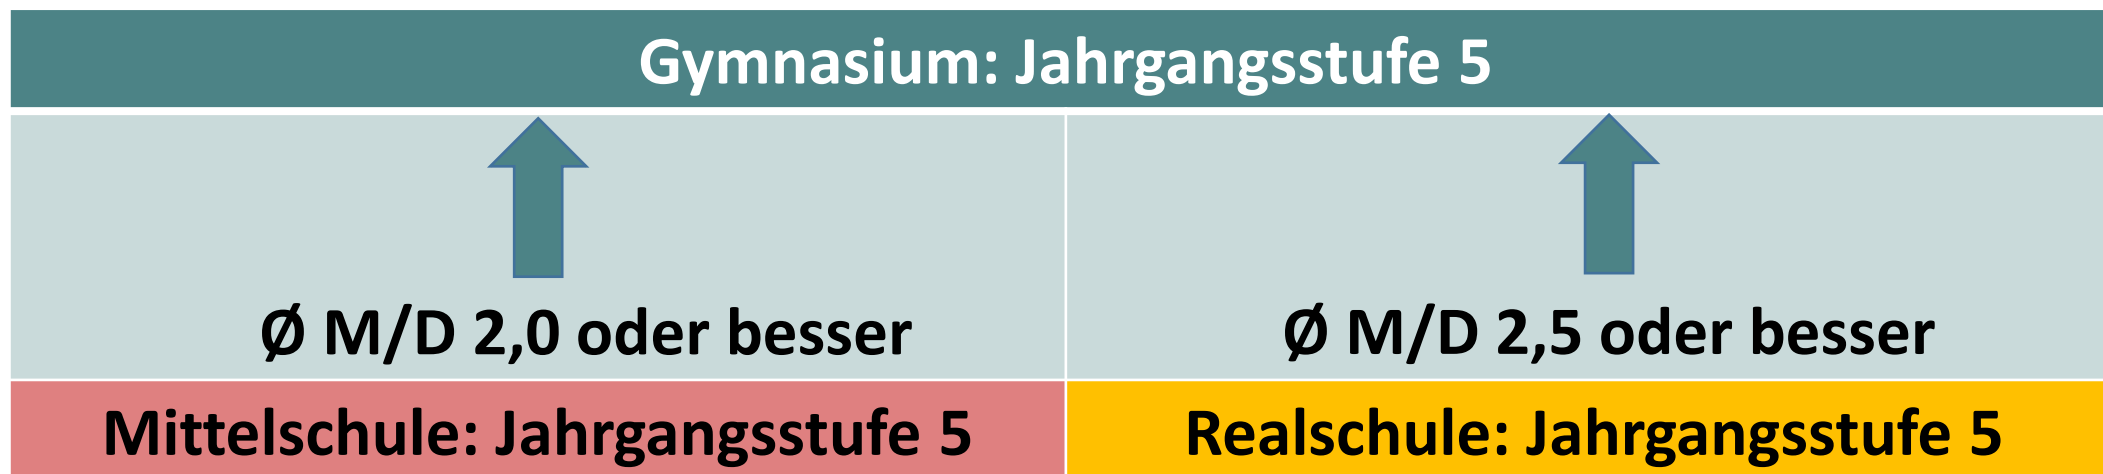 Gymnasium: Jahrgangsstufe 5
Ø M/D 2,0 oder besser
Ø M/D 2,5 oder besser
Mittelschule: Jahrgangsstufe 5
Realschule: Jahrgangsstufe 5